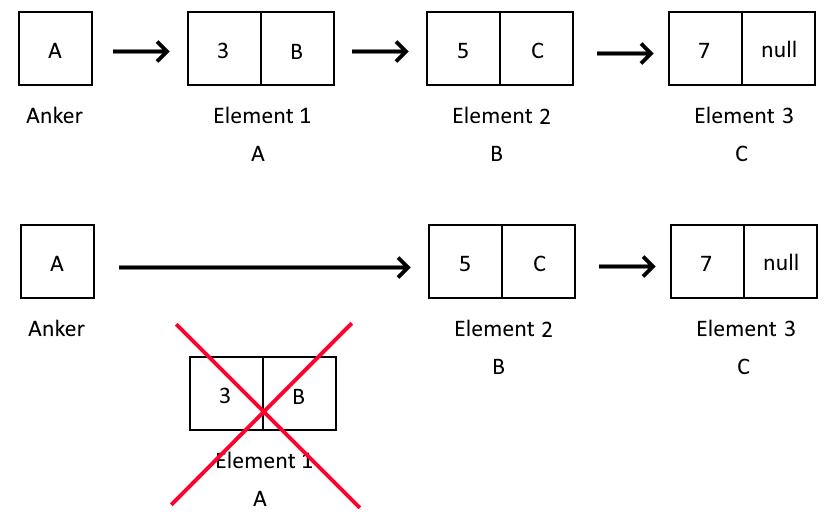 A 3 B 5 C 7 null
Anker Element 1 Element 2 Element 3
A B C
A 5 C 7 null
Anker Element 2 Element 3
B C
3 B
Element 1
A